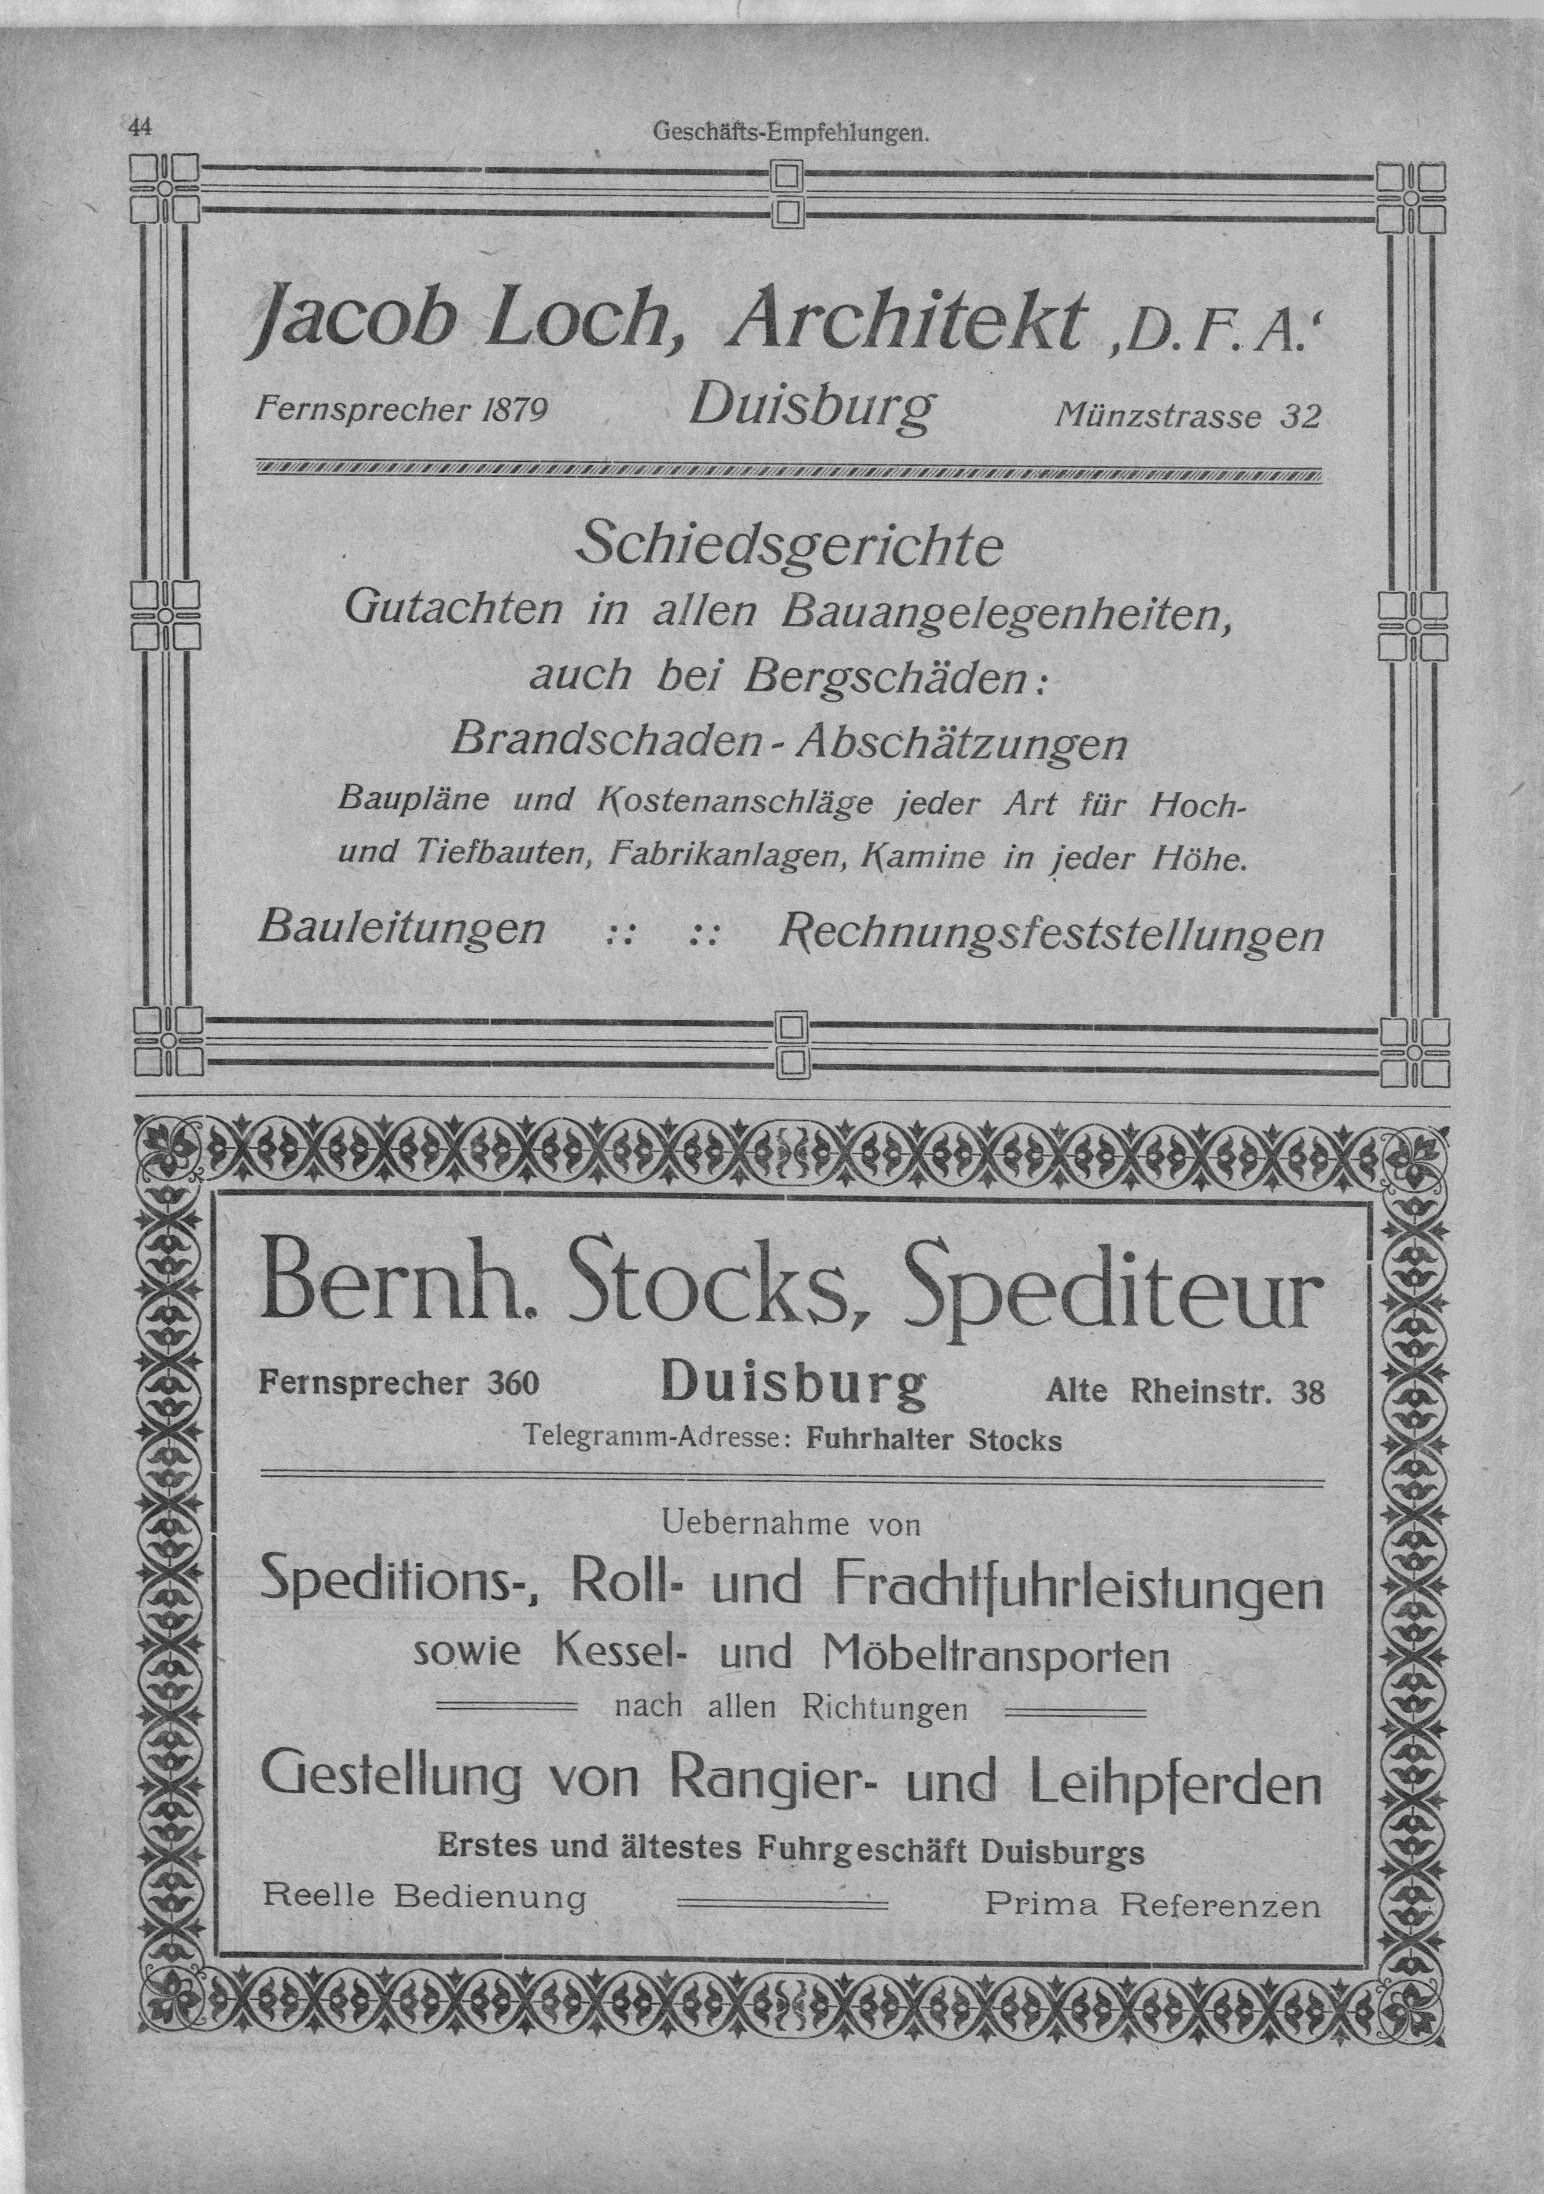 44
Geschäfts-Empfehlungen.
Jacob Loch, Architekt ‚D. F. A.‘
Fernsprecher 1879 Duisburg Münzstrasse 32
Schiedsgerichte
Gutachten in allen Bauangelegenheiten,
auch bei Bergschäden:
Brandschaden-Abschätzungen
Baupläne und Kostenanschläge jeder Art für Hoch-
und Tiefbauten, Fabrikanlagen, Kamine in jeder Höhe.
Bauleitungen :: :: Rechnungsfeststellungen
Bernh. Stocks, Spediteur
Fernsprecher 360 Duisburg Alte Rheinstr. 38
Telegramm-Adresse: Fuhrhalter Stocks
Uebernahme von
Speditions-, Roll- und Frachtfuhrleistungen
sowie Kessel- und Möbeltransporten
nach allen Richtungen
Gestellung von Rangier- und Leihpferden
Erstes und ältestes Fuhrgeschäft Duisburgs
Reelle Bedienung Prima Referenzen